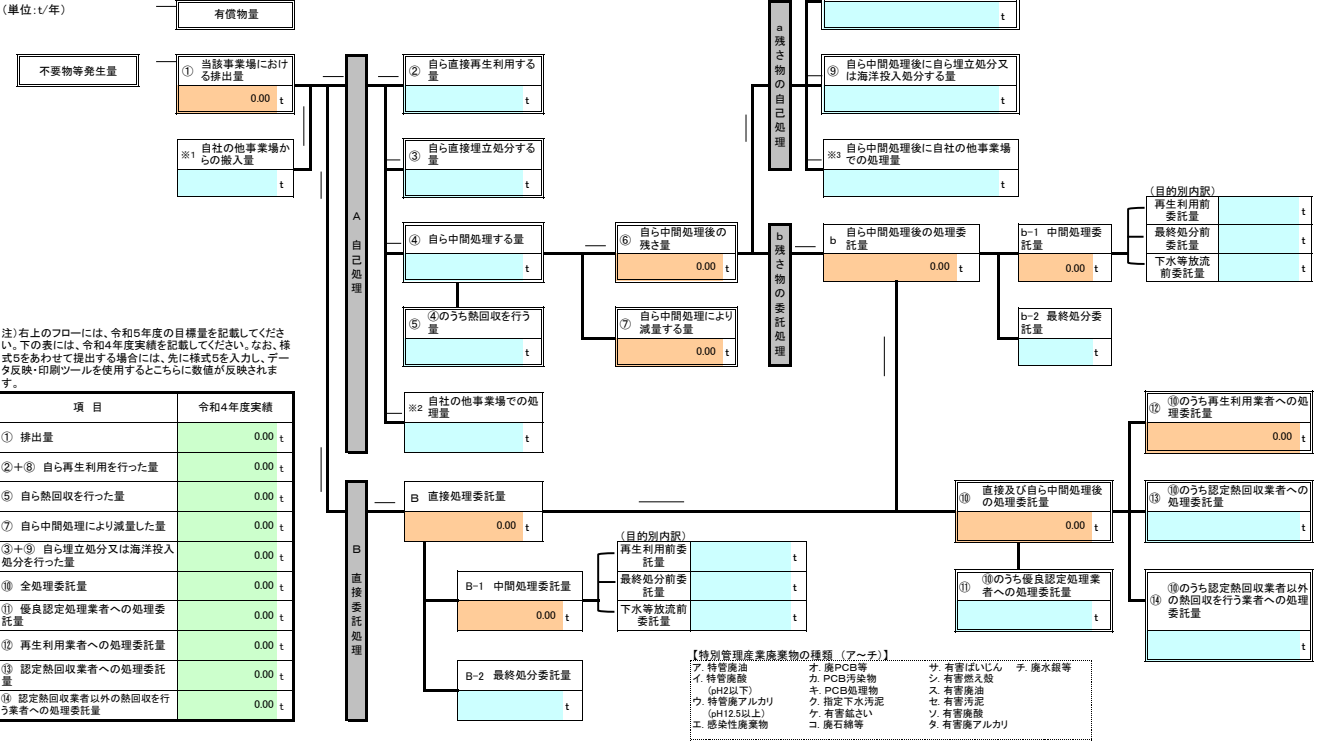 (単位:t/年)
有償物量
t
不要物等発生量
① 当該事業場におけ
る排出量
0.00 t
※1 自社の他事業場か
らの搬入量
t
A
自
己
処
理
② 自ら直接再生利用する
量
t
③ 自ら直接埋立処分する
量
t
④ 自ら中間処理する量
t
⑤ ④のうち熱回収を行う
量
t
※2 自社の他事業場での処
理量
t
⑥ 自ら中間処理後の
残さ量
0.00 t
⑦ 自ら中間処理により
減量する量
0.00 t
a
残
さ
物
の
自
己
処
理
⑨ 自ら中間処理後に自ら埋立処分又
は海洋投入処分する量
t
※3 自ら中間処理後に自社の他事業場
での処理量
t
b
残
さ
物
の
委
託
処
理
b 自ら中間処理後の処理委
託量
0.00 t
b-1 中間処理委
託量
0.00 t
(目的別内訳)
再生利用前
委託量
t
最終処分前
委託量
t
下水等放流
前委託量
t
b-2 最終処分委
託量
t
注)右上のフローには、令和5年度の目標量を記載してくださ
い。下の表には、令和4年度実績を記載してください。なお、様
式5をあわせて提出する場合には、先に様式5を入力し、デー
タ反映・印刷ツールを使用するとこちらに数値が反映されま
す。
項 目 令和4年度実績
① 排出量 0.00 t
②+⑧ 自ら再生利用を行った量 0.00 t
⑤ 自ら熱回収を行った量 0.00 t
⑦ 自ら中間処理により減量した量 0.00 t
③+⑨ 自ら埋立処分又は海洋投入
処分を行った量 0.00 t
⑩ 全処理委託量 0.00 t
⑪ 優良認定処理業者への処理委
託量 0.00 t
⑫ 再生利用業者への処理委託量 0.00 t
⑬ 認定熱回収業者への処理委託
量 0.00 t
⑭ 認定熱回収業者以外の熱回収を行
う業者への処理委託量 0.00 t
B
直
接
委
託
処
理
B 直接処理委託量
0.00 t
B-1 中間処理委託量
0.00 t
(目的別内訳)
再生利用前委
託量
t
最終処分前委
託量
t
下水等放流前
委託量
t
B-2 最終処分委託量
t
⑩ 直接及び自ら中間処理後
の処理委託量
0.00 t
⑪ ⑩のうち優良認定処理業
者への処理委託量
t
⑫ ⑩のうち再生利用業者への処
理委託量
0.00 t
⑬ ⑩のうち認定熱回収業者への
処理委託量
t
⑭ ⑩のうち認定熱回収業者以外
の熱回収を行う業者への処理
委託量
t
【特別管理産業廃棄物の種類 (ア~チ)】
ア. 特管廃油 オ. 廃PCB等 サ. 有害ばいじん チ. 廃水銀等
イ. 特管廃酸 カ. PCB汚染物 シ. 有害燃え殻
(pH2以下) キ. PCB処理物 ス. 有害廃油
ウ. 特管廃アルカリ ク. 指定下水汚泥 セ. 有害汚泥
(pH12.5以上) ケ. 有害鉱さい ソ. 有害廃酸
エ. 感染性廃棄物 コ. 廃石綿等 タ. 有害廃アルカリ